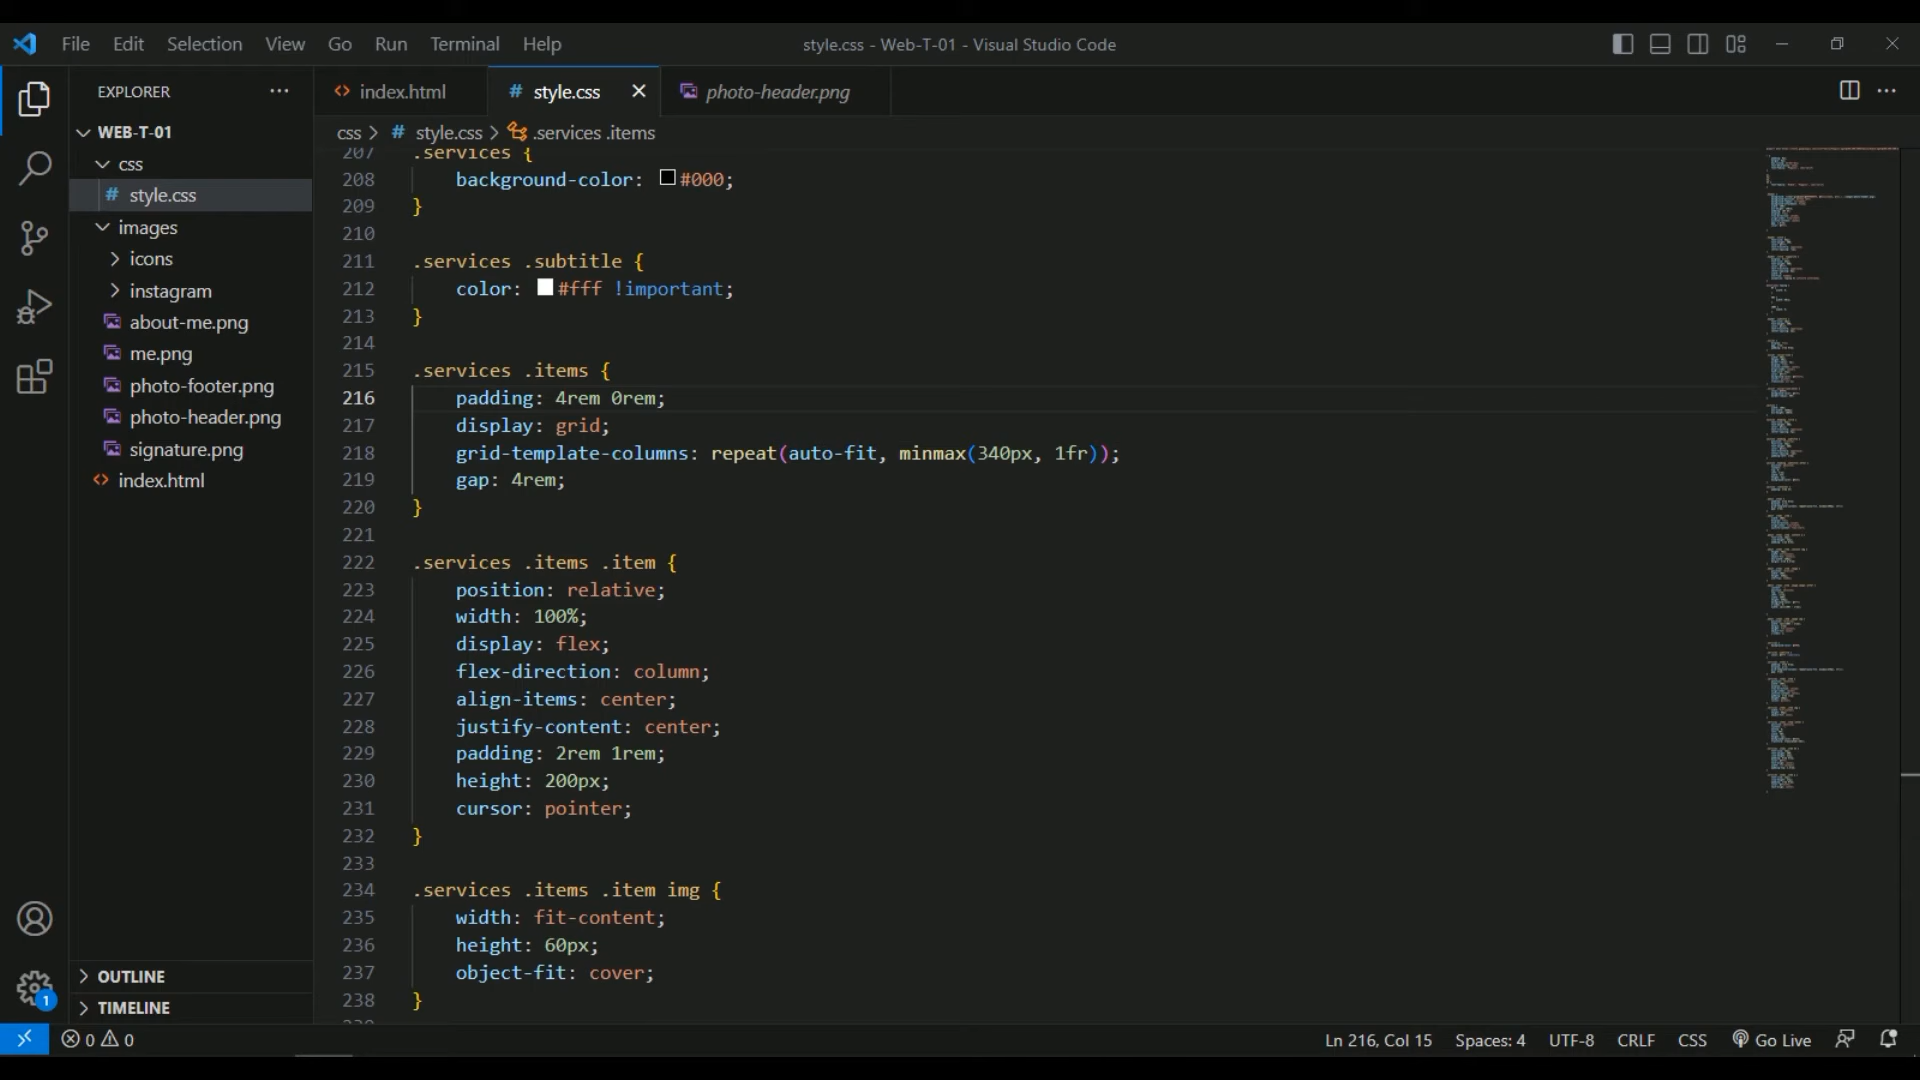 File Edit Selection View Go Run Terminal Help
style.css - Web-T-01 - Visual Studio Code
EXPLORER
WEB-T-01
css
# style.css
images
icons
instagram
about-me.png
me.png
photo-footer.png
photo-header.png
signature.png
<> index.html
OUTLINE
TIMELINE
1
<> index.html
# style.css
photo-header.png
css > # style.css > .services .items
207 .services {
208     background-color: #000;
209 }
210
211 .services .subtitle {
212     color: #fff !important;
213 }
214
215 .services .items {
216     padding: 4rem 0rem;
217     display: grid;
218     grid-template-columns: repeat(auto-fit, minmax(340px, 1fr));
219     gap: 4rem;
220 }
221
222 .services .items .item {
223     position: relative;
224     width: 100%;
225     display: flex;
226     flex-direction: column;
227     align-items: center;
228     justify-content: center;
229     padding: 2rem 1rem;
230     height: 200px;
231     cursor: pointer;
232 }
233
234 .services .items .item img {
235     width: fit-content;
236     height: 60px;
237     object-fit: cover;
238 }
0 0
Ln 216, Col 15 Spaces: 4 UTF-8 CRLF CSS Go Live